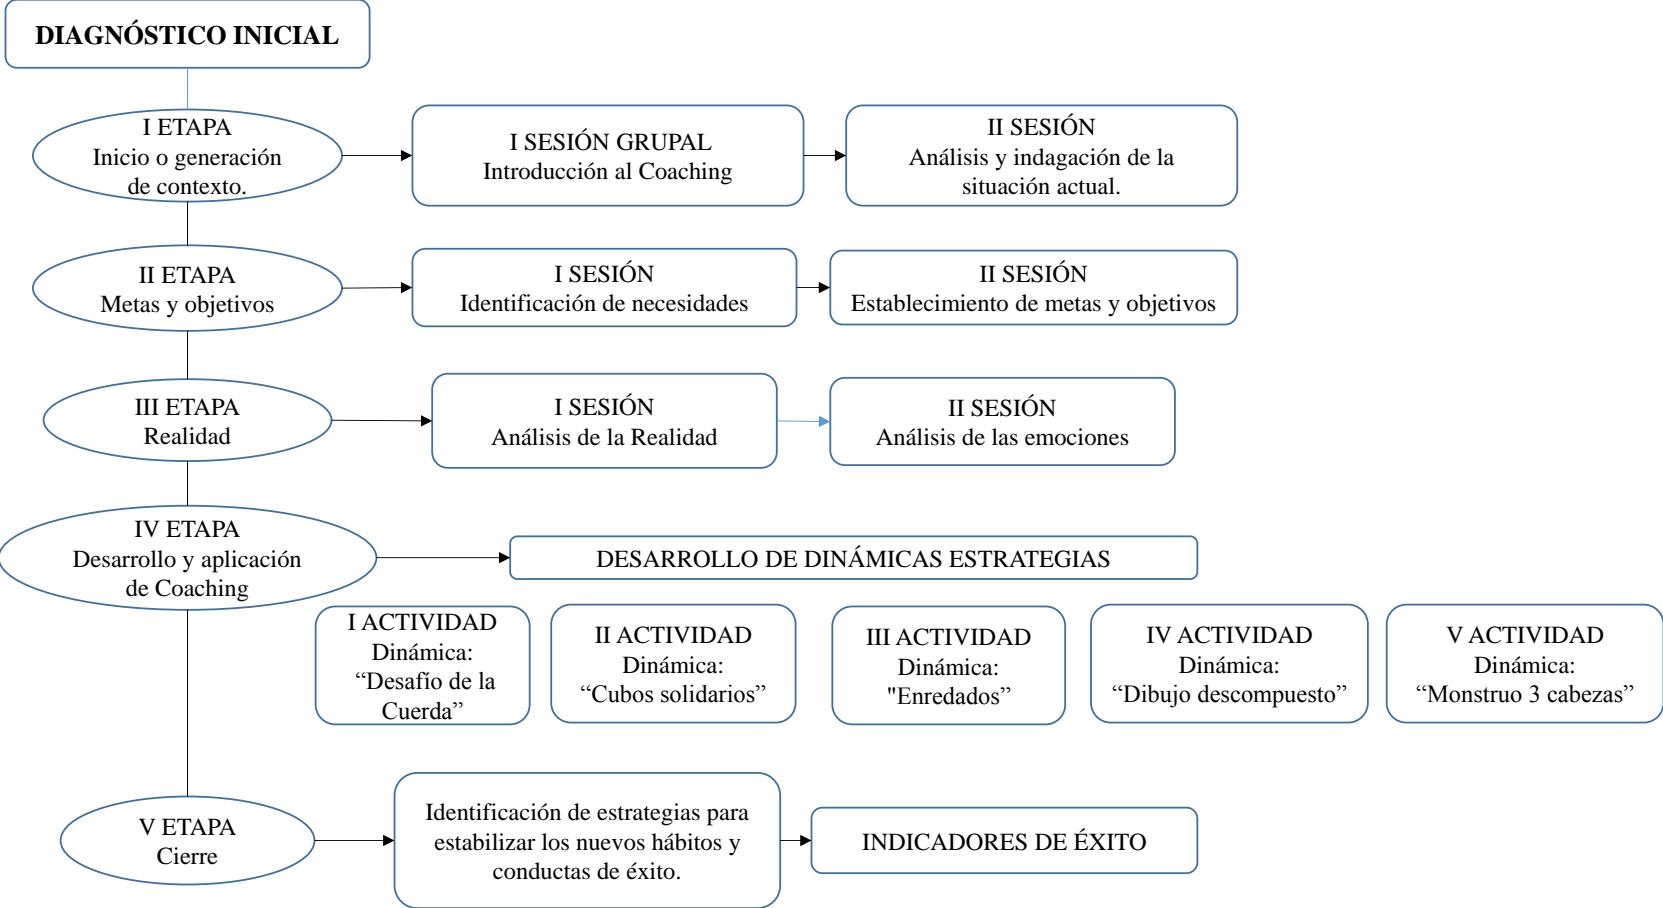 DIAGNÓSTICO INICIAL
I ETAPA
Inicio o generación
de contexto.
I SESIÓN GRUPAL
Introducción al Coaching
II SESIÓN
Análisis y indagación de la
situación actual.
II ETAPA
Metas y objetivos
I SESIÓN
Identificación de necesidades
II SESIÓN
Establecimiento de metas y objetivos
III ETAPA
Realidad
I SESIÓN
Análisis de la Realidad
II SESIÓN
Análisis de las emociones
IV ETAPA
Desarrollo y aplicación
de Coaching
DESARROLLO DE DINÁMICAS ESTRATEGIAS
I ACTIVIDAD
Dinámica:
“Desafío de la
Cuerda”
II ACTIVIDAD
Dinámica:
“Cubos solidarios”
III ACTIVIDAD
Dinámica:
"Enredados”
IV ACTIVIDAD
Dinámica:
“Dibujo descompuesto”
V ACTIVIDAD
Dinámica:
“Monstruo 3 cabezas”
V ETAPA
Cierre
Identificación de estrategias para
estabilizar los nuevos hábitos y
conductas de éxito.
INDICADORES DE ÉXITO